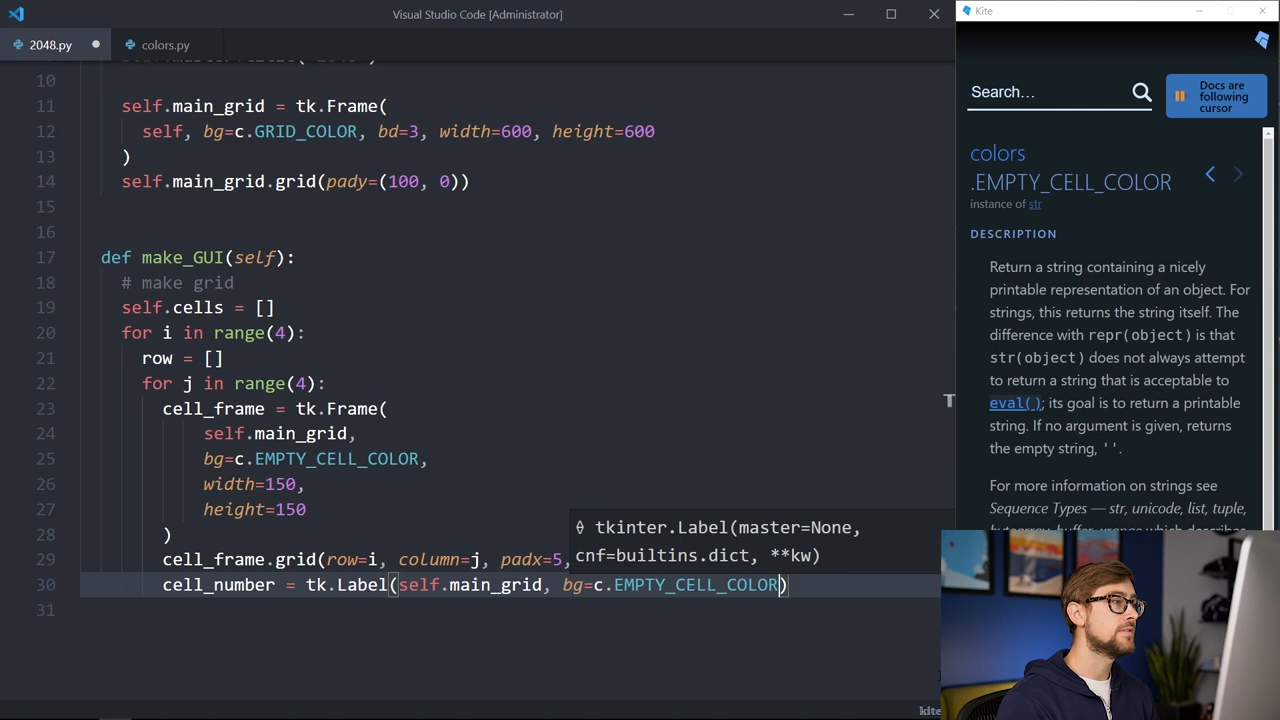 Visual Studio Code [Administrator]
Kite
2048.py
colors.py
10
11 self.main_grid = tk.Frame(
12 self, bg=c.GRID_COLOR, bd=3, width=600, height=600
13 )
14 self.main_grid.grid(pady=(100, 0))
15
16
17 def make_GUI(self):
18 # make grid
19 self.cells = []
20 for i in range(4):
21 row = []
22 for j in range(4):
23 cell_frame = tk.Frame(
24 self.main_grid,
25 bg=c.EMPTY_CELL_COLOR,
26 width=150,
27 height=150
28 )
29 cell_frame.grid(row=i, column=j, padx=5,
30 cell_number = tk.Label(self.main_grid, bg=c.EMPTY_CELL_COLOR)
31
tkinter.Label(master=None,
cnf=builtins.dict, **kw)
kite
Search...
Docs are
following
cursor
colors
.EMPTY_CELL_COLOR
instance of str
DESCRIPTION
Return a string containing a nicely
printable representation of an object. For
strings, this returns the string itself. The
difference with repr(object) is that
str(object) does not always attempt
to return a string that is acceptable to
eval(); its goal is to return a printable
string. If no argument is given, returns
the empty string, ''.
For more information on strings see
Sequence Types — str, unicode, list, tuple,